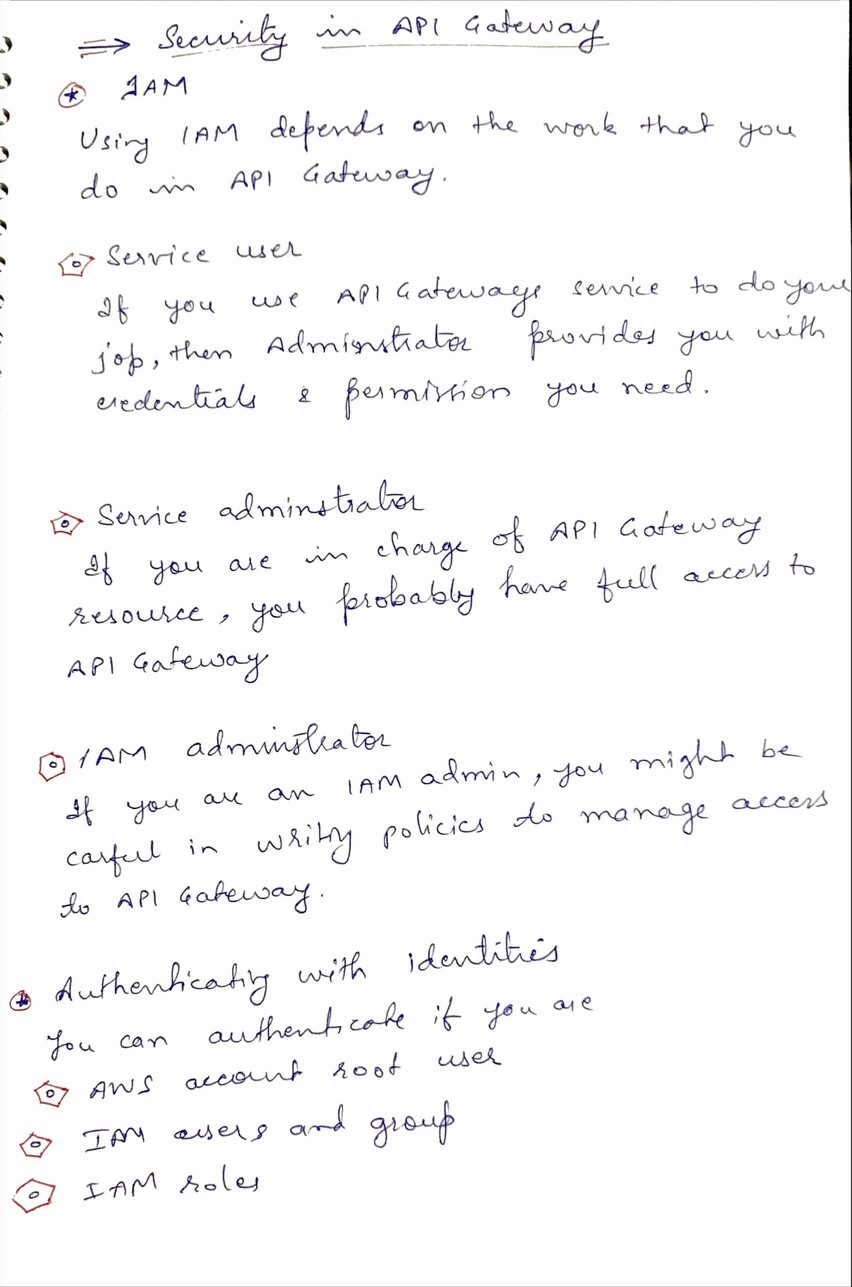 ⇒ Security in API Gateway
IAM
Using IAM depends on the work that you
do in API Gateway.
Service user
If you use API Gateways service to do your
job, then Adminstrator provides you with
credentials & permission you need.
Service adminstrator
If you are in charge of API Gateway
resource, you probably have full access to
API Gateway
IAM adminstrator
If you are an IAM admin, you might be
carful in writing policies to manage access
to API Gateway.
Authenticating with identities
You can authenticate if you are
AWS account root user
IAM users and group
IAM roles